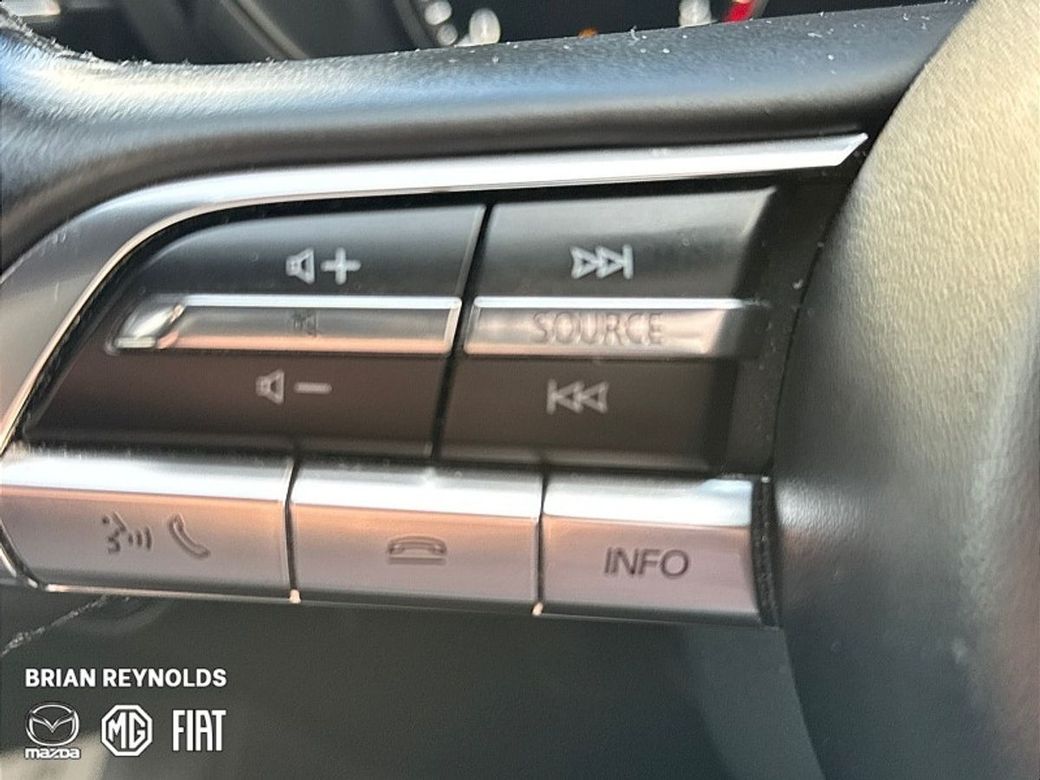 SOURCE
INFO
BRIAN REYNOLDS
mazda
MG
FIAT